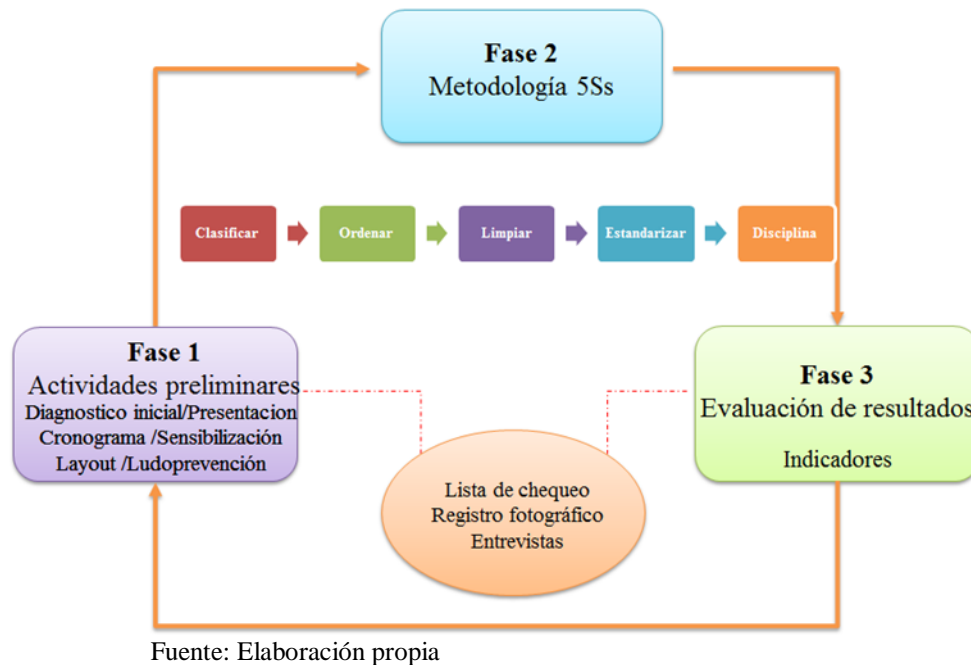 Fase 2
Metodología 5Ss
Clasificar
Ordenar
Limpiar
Estandarizar
Disciplina
Fase 1
Actividades preliminares
Diagnostico inicial/Presentacion
Cronograma /Sensibilización
Layout /Ludoprevención
Fase 3
Evaluación de resultados
Indicadores
Lista de chequeo
Registro fotográfico
Entrevistas
Fuente: Elaboración propia